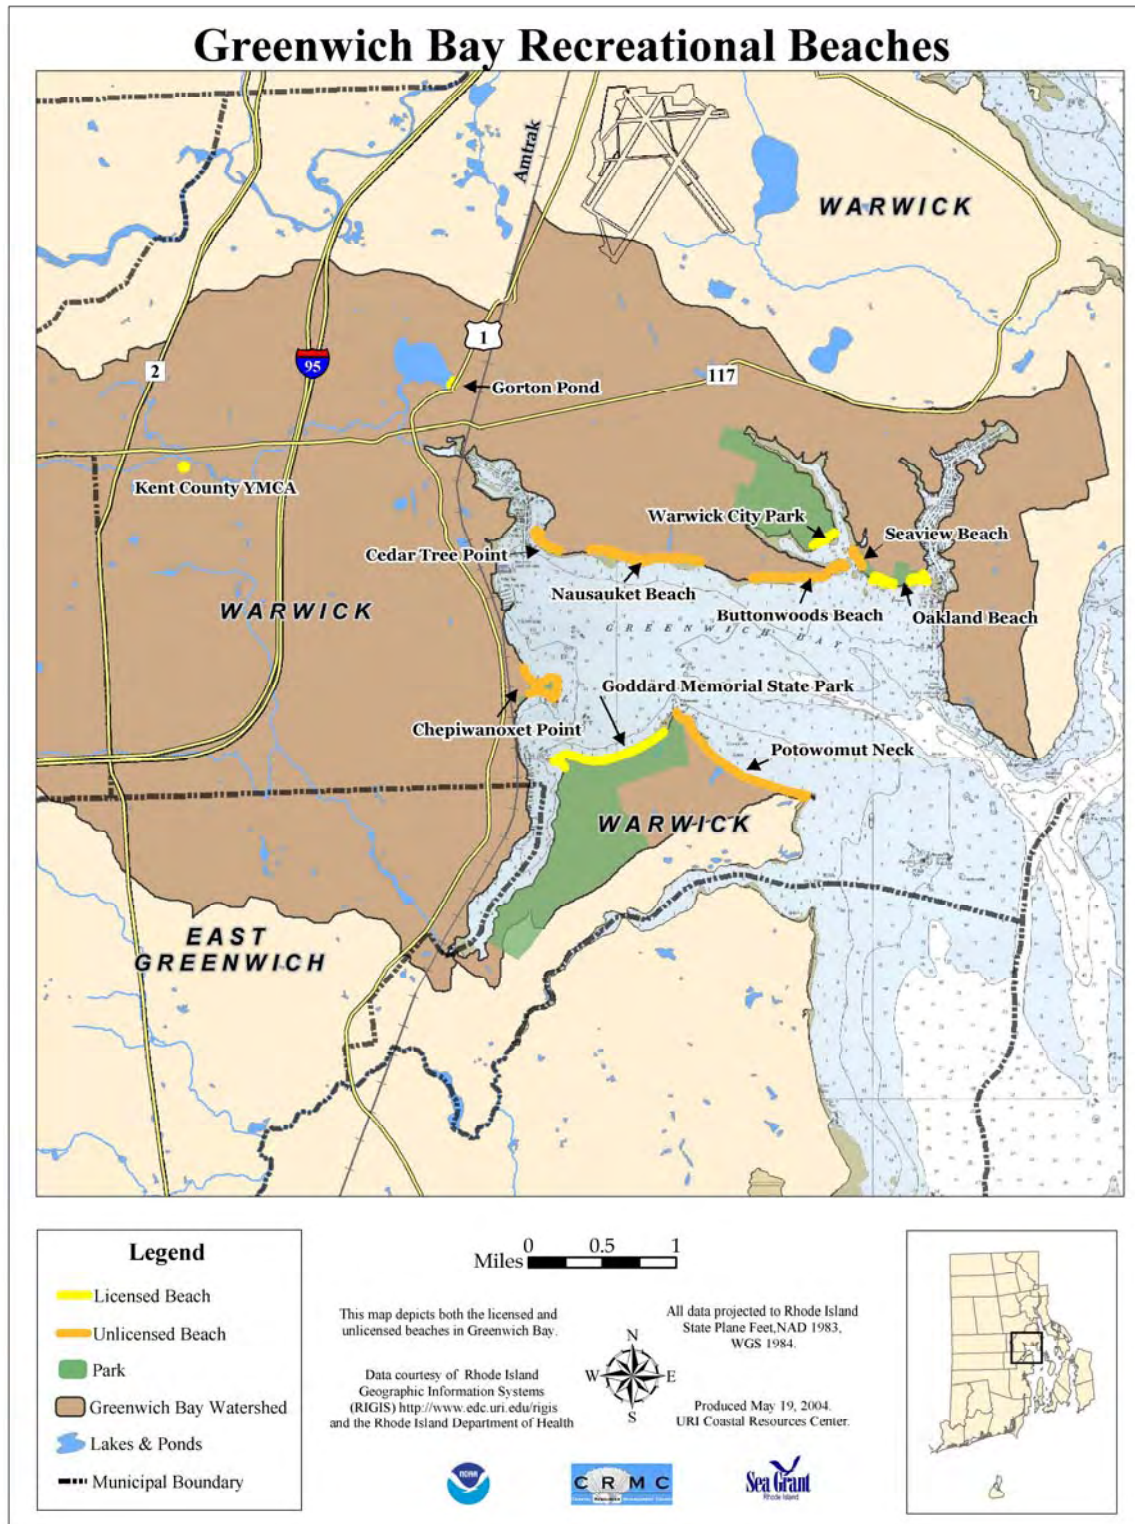 Greenwich Bay Recreational Beaches
Amtrak
WARWICK
1
2
95
117
Gorton Pond
Kent County YMCA
Warwick City Park
Seaview Beach
Cedar Tree Point
Nausauket Beach
Buttonwoods Beach
Oakland Beach
WARWICK
GREENWICH BAY
Goddard Memorial State Park
Chepiwanoxet Point
Potowomut Neck
WARWICK
EAST
GREENWICH
Legend
Licensed Beach
Unlicensed Beach
Park
Greenwich Bay Watershed
Lakes & Ponds
Municipal Boundary
0 0.5 1
Miles
This map depicts both the licensed and
unlicensed beaches in Greenwich Bay.
Data courtesy of Rhode Island
Geographic Information Systems
(RIGIS) http://www.edc.uri.edu/rigis
and the Rhode Island Department of Health
All data projected to Rhode Island
State Plane Feet,NAD 1983,
WGS 1984.
N
W E
S
Produced May 19, 2004.
URI Coastal Resources Center.
NOAA
CRMC
Sea Grant
Rhode Island